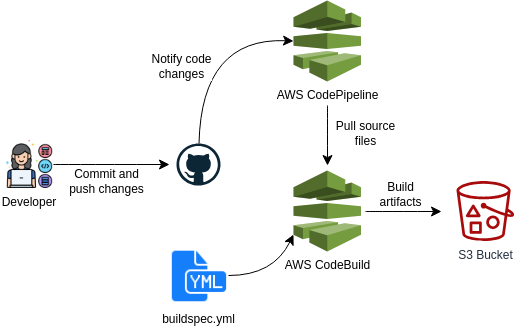 Notify code
changes
AWS CodePipeline
Pull source
files
Commit and
push changes
Developer
Build
artifacts
S3 Bucket
AWS CodeBuild
YML
buildspec.yml